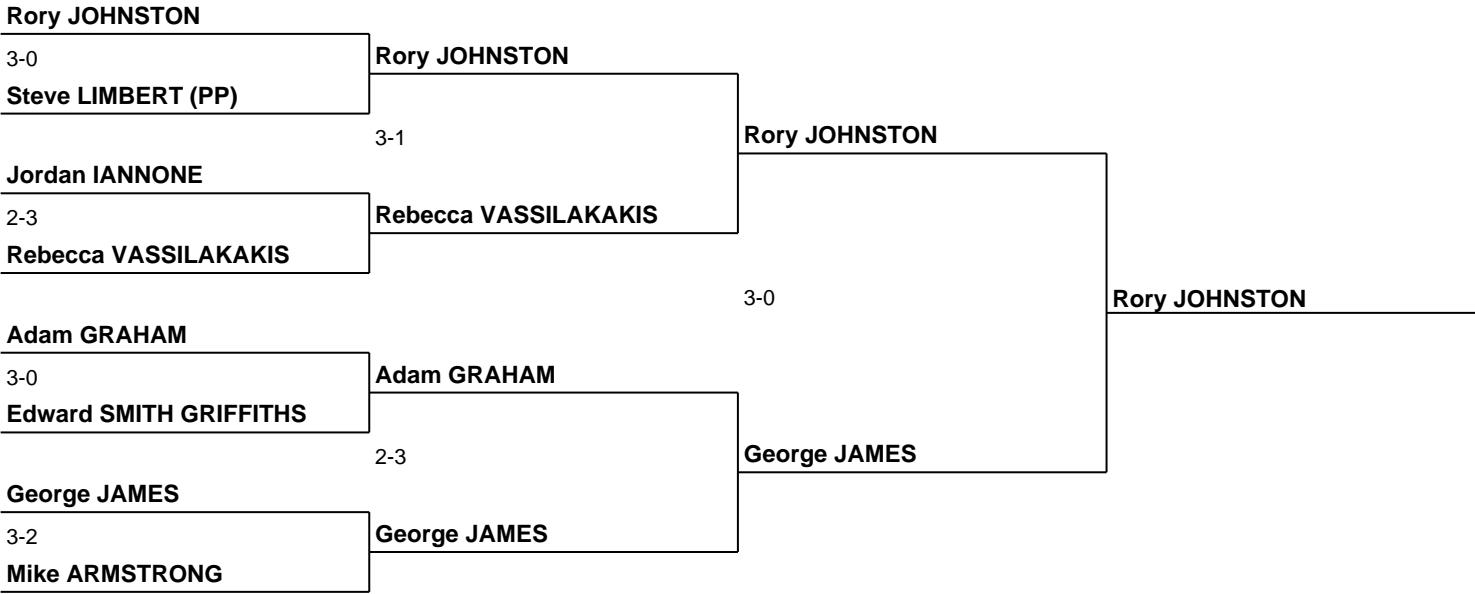 Rory JOHNSTON
3-0
Steve LIMBERT (PP)
Jordan IANNONE
2-3
Rebecca VASSILAKAKIS
Adam GRAHAM
3-0
Edward SMITH GRIFFITHS
George JAMES
3-2
Mike ARMSTRONG
Rory JOHNSTON
3-1
Rebecca VASSILAKAKIS
Adam GRAHAM
2-3
George JAMES
Rory JOHNSTON
3-0
George JAMES
Rory JOHNSTON